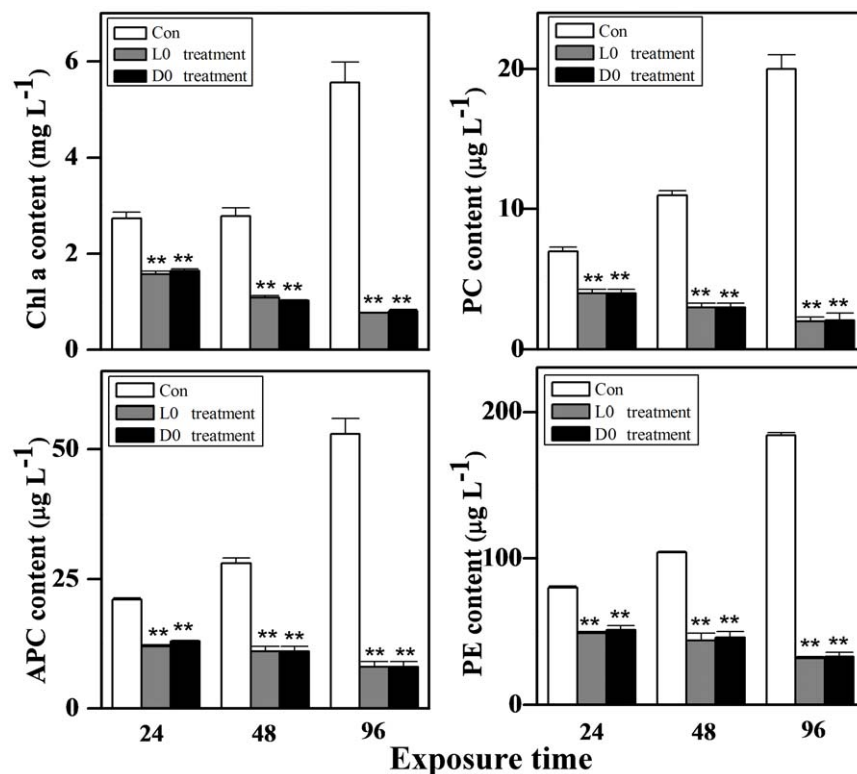 Chl a content (mg L-1)
6
4
2
0
Con
L0 treatment
D0 treatment
** **
** **
** **
PC content (µg L-1)
20
10
0
Con
L0 treatment
D0 treatment
** **
** **
** **
APC content (µg L-1)
50
25
0
Con
L0 treatment
D0 treatment
** **
** **
** **
24 48 96
PE content (µg L-1)
200
100
0
Con
L0 treatment
D0 treatment
** **
** **
** **
24 48 96
Exposure time